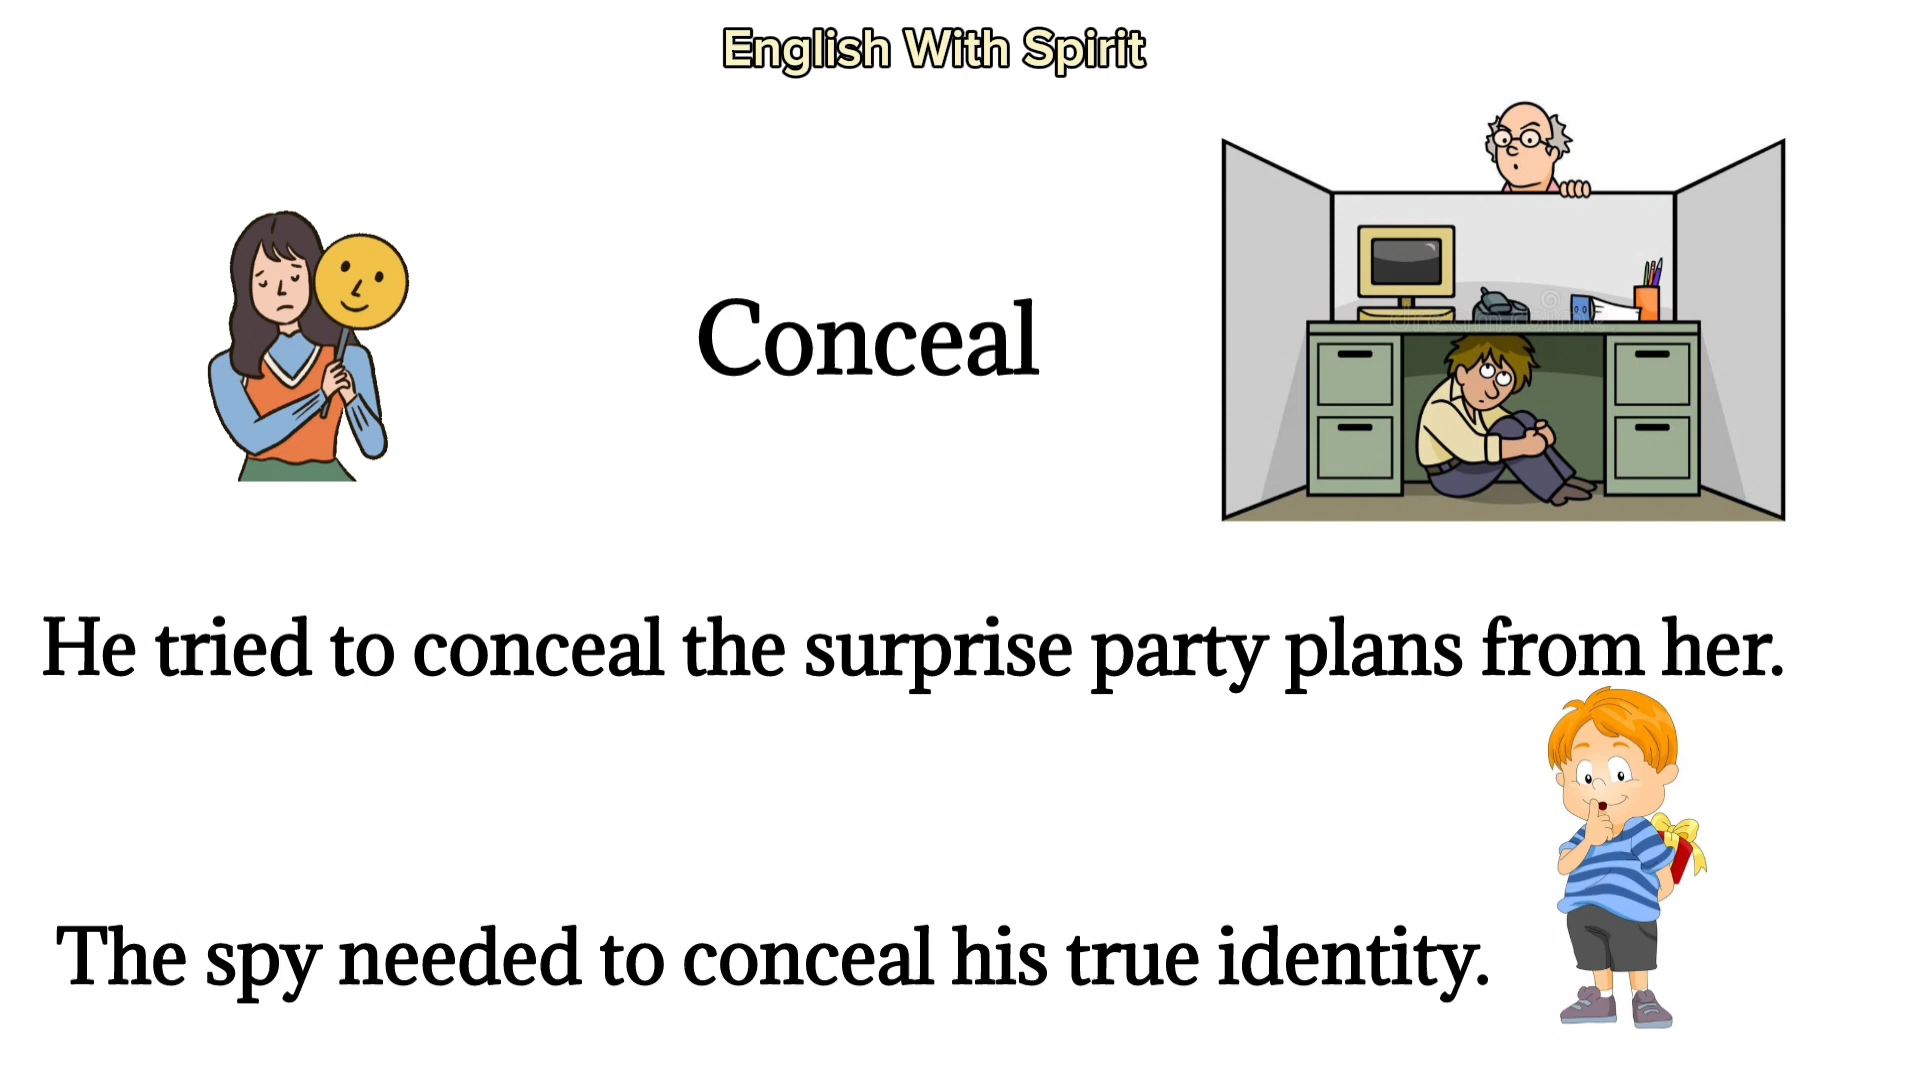 English With Spirit
Conceal
He tried to conceal the surprise party plans from her.
The spy needed to conceal his true identity.